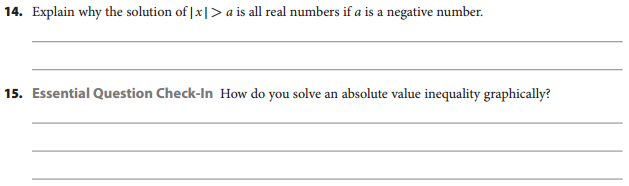 14. Explain why the solution of |x| > a is all real numbers if a is a negative number.
15. Essential Question Check-In How do you solve an absolute value inequality graphically?